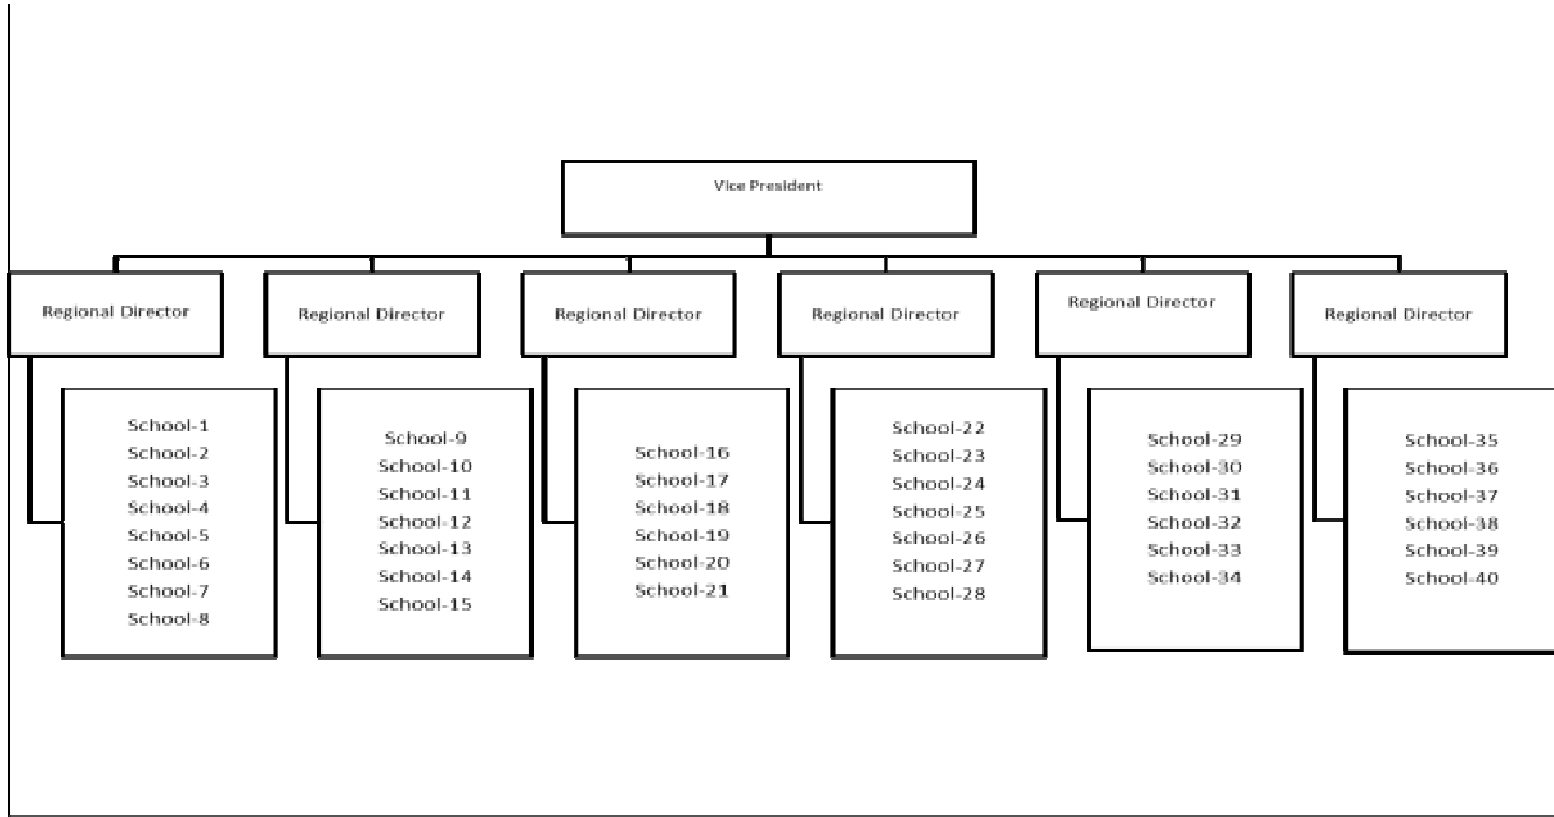 Vice President
Regional Director
Regional Director
Regional Director
Regional Director
Regional Director
Regional Director
School-1
School-2
School-3
School-4
School-5
School-6
School-7
School-8
School-9
School-10
School-11
School-12
School-13
School-14
School-15
School-16
School-17
School-18
School-19
School-20
School-21
School-22
School-23
School-24
School-25
School-26
School-27
School-28
School-29
School-30
School-31
School-32
School-33
School-34
School-35
School-36
School-37
School-38
School-39
School-40